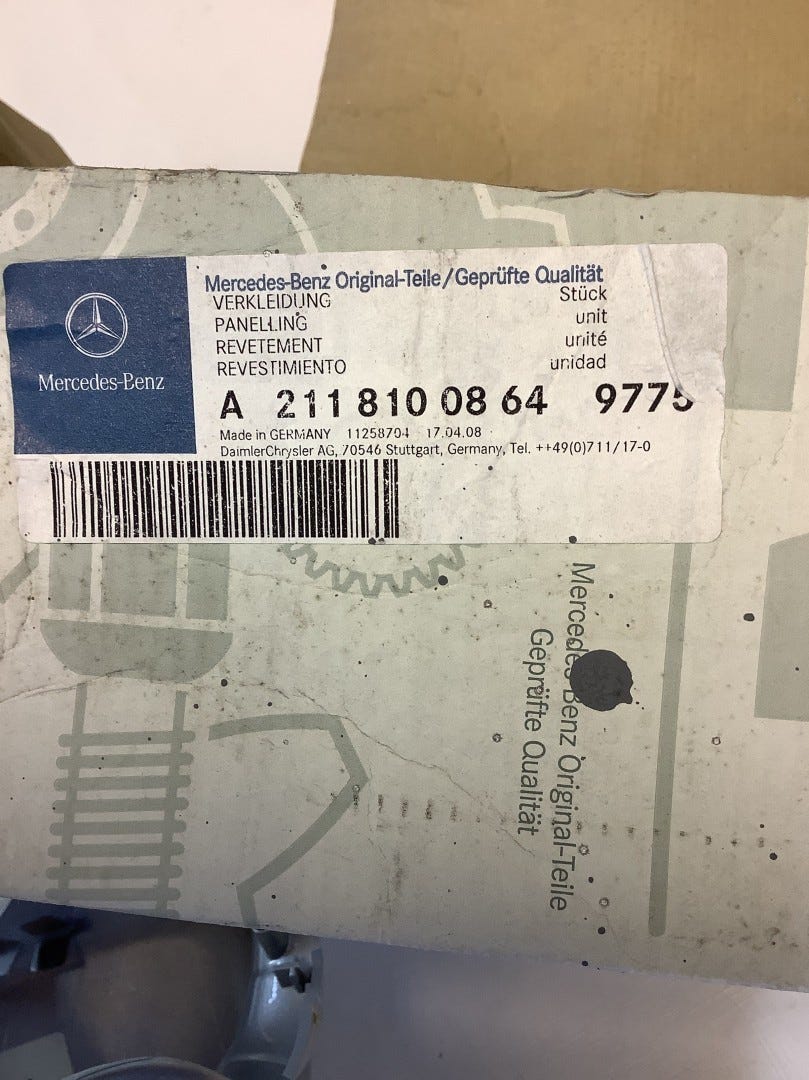 Mercedes-Benz
Mercedes-Benz Original-Teile/Geprüfte Qualität
VERKLEIDUNG Stück
PANELLING unit
REVETEMENT unité
REVESTIMIENTO unidad
A 211 810 08 64 9775
Made in GERMANY 11258704 17.04.08
DaimlerChrysler AG, 70546 Stuttgart, Germany, Tel. ++49(0)711/17-0
Mercedes-Benz Original-Teile
Geprüfte Qualität